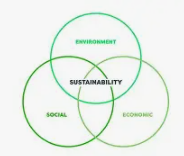 ENVIRONMENT
SUSTAINABILITY
SOCIAL
ECONOMIC